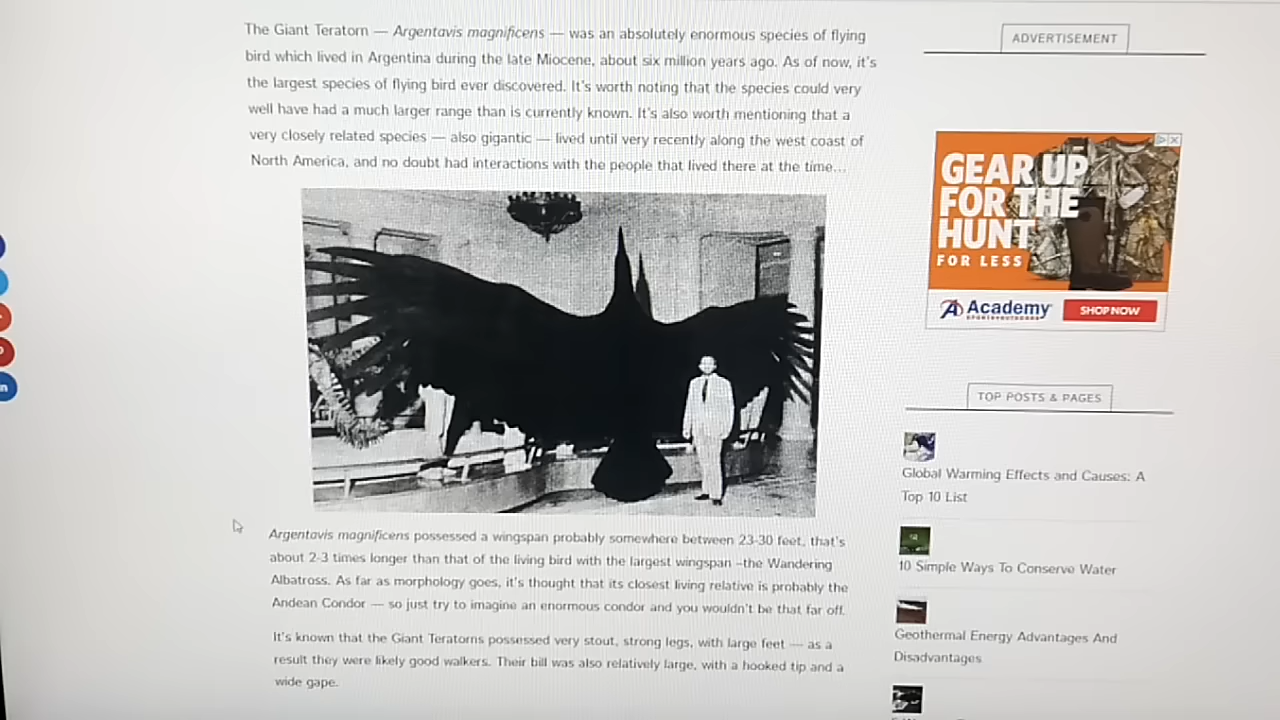 The Giant Teratorn — Argentavis magnificens — was an absolutely enormous species of flying
bird which lived in Argentina during the late Miocene, about six million years ago. As of now, it's
the largest species of flying bird ever discovered. It's worth noting that the species could very
well have had a much larger range than is currently known. It's also worth mentioning that a
very closely related species — also gigantic — lived until very recently along the west coast of
North America, and no doubt had interactions with the people that lived there at the time...
Argentavis magnificens possessed a wingspan probably somewhere between 23-30 feet, that's
about 2-3 times longer than that of the living bird with the largest wingspan –the Wandering
Albatross. As far as morphology goes, it's thought that its closest living relative is probably the
Andean Condor — so just try to imagine an enormous condor and you wouldn't be that far off.
It's known that the Giant Teratorns possessed very stout, strong legs, with large feet — as a
result they were likely good walkers. Their bill was also relatively large, with a hooked tip and a
wide gape.
ADVERTISEMENT
GEAR UP
FOR THE
HUNT
FOR LESS
Academy
SPORTS+OUTDOORS
SHOP NOW
TOP POSTS & PAGES
Global Warming Effects and Causes: A
Top 10 List
10 Simple Ways To Conserve Water
Geothermal Energy Advantages And
Disadvantages
in